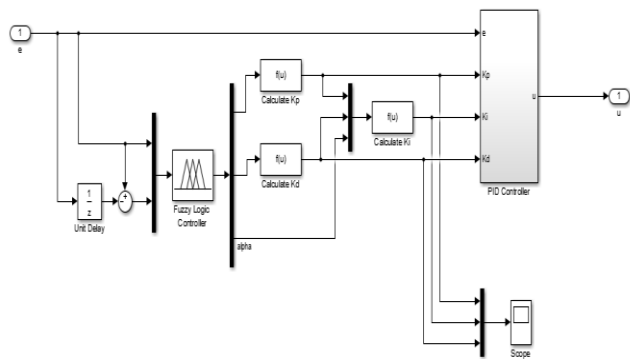 1
e
1
z
Unit Delay
Fuzzy Logic
Controller
f(u)
Calculate Kp
f(u)
Calculate Kd
alpha
f(u)
Calculate Ki
e
Kp
Ki
Kd
u
PID Controller
1
u
Scope